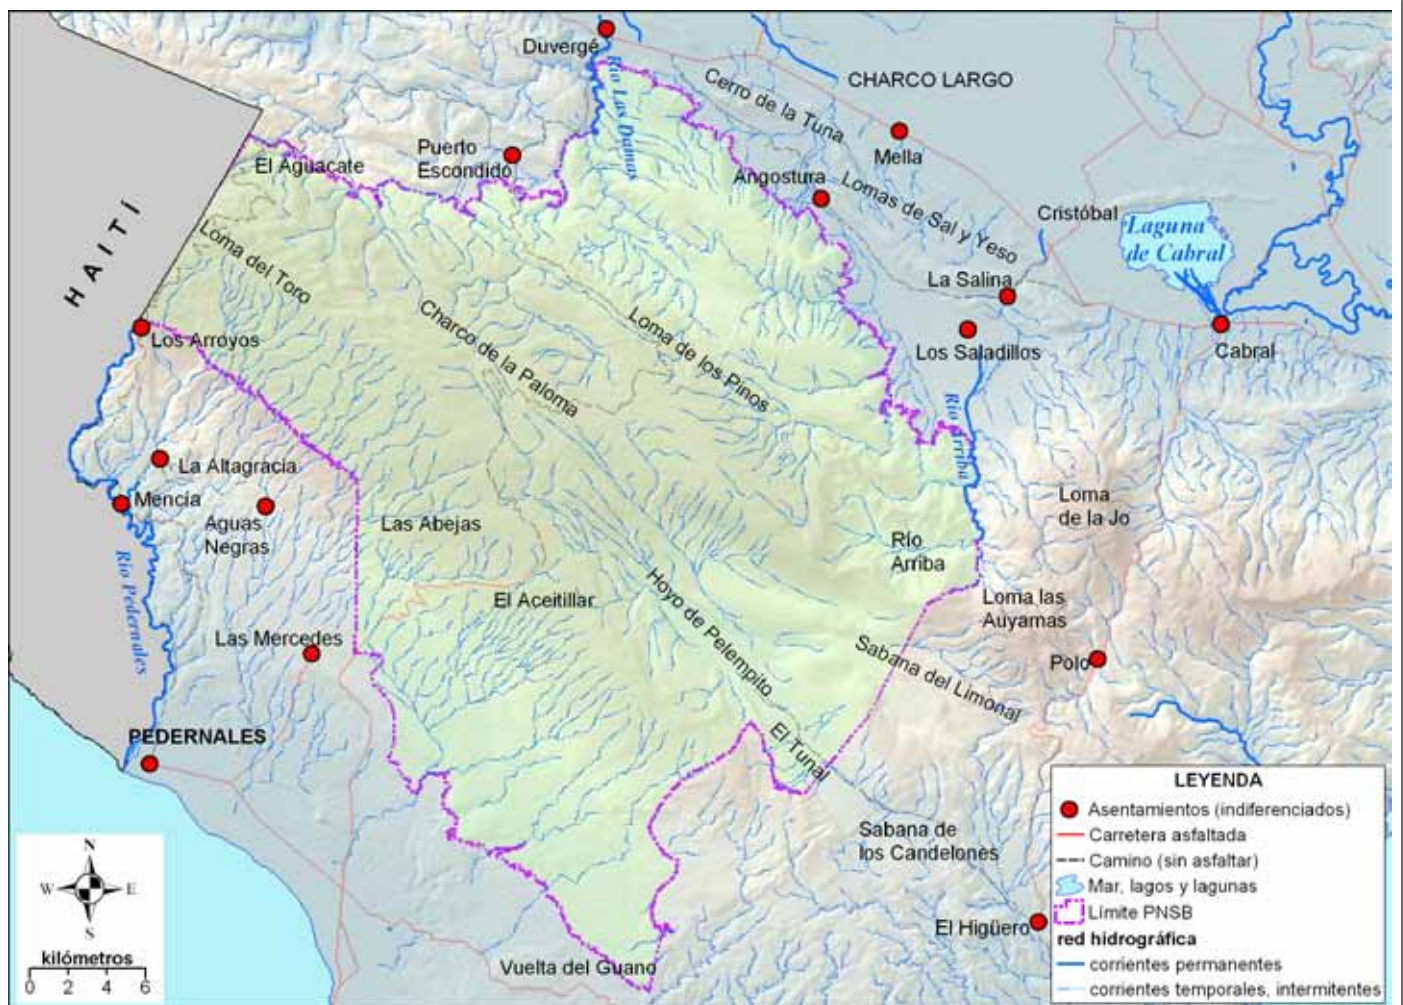 Duvergé
Río Las Damas
CHARCO LARGO
Cerro de la Tuna
Mella
Puerto
Escondido
El Aguacate
Angostura
Lomas de Sal y Yeso
Cristóbal
Laguna
de Cabral
HAITÍ
Loma del Toro
La Salina
Los Arroyos
Charco de la Paloma
Loma de los Pinos
Los Saladillos
Cabral
Río Arriba
La Altagracia
Mencía
Aguas
Negras
Las Abejas
Loma
de la Jo
Río
Arriba
Río Pedernales
El Aceitillar
Hoyo de Pelempito
Loma las
Auyamas
Las Mercedes
Sabana del Limonal
Polo
PEDERNALES
El Tunal
Sabana de
los Candelones
El Higüero
Vuelta del Guano
N
W
E
S
kilómetros
0 2 4 6
LEYENDA
Asentamientos (indiferenciados)
Carretera asfaltada
Camino (sin asfaltar)
Mar, lagos y lagunas
Límite PNSB
red hidrográfica
corrientes permanentes
corrientes temporales, intermitentes